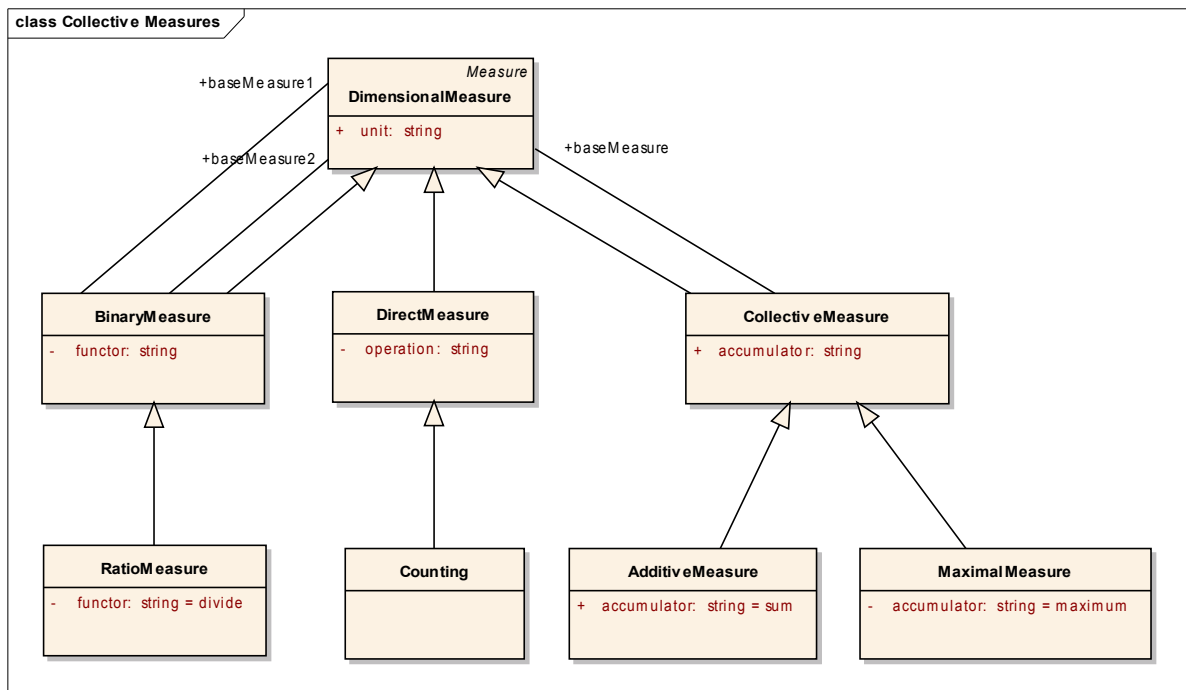 class Collective Measures
Measure
DimensionalMeasure
+ unit: string
+baseMeasure1
+baseMeasure2
+baseMeasure
BinaryMeasure
- functor: string
DirectMeasure
- operation: string
CollectiveMeasure
+ accumulator: string
RatioMeasure
- functor: string = divide
Counting
AdditiveMeasure
+ accumulator: string = sum
MaximalMeasure
- accumulator: string = maximum